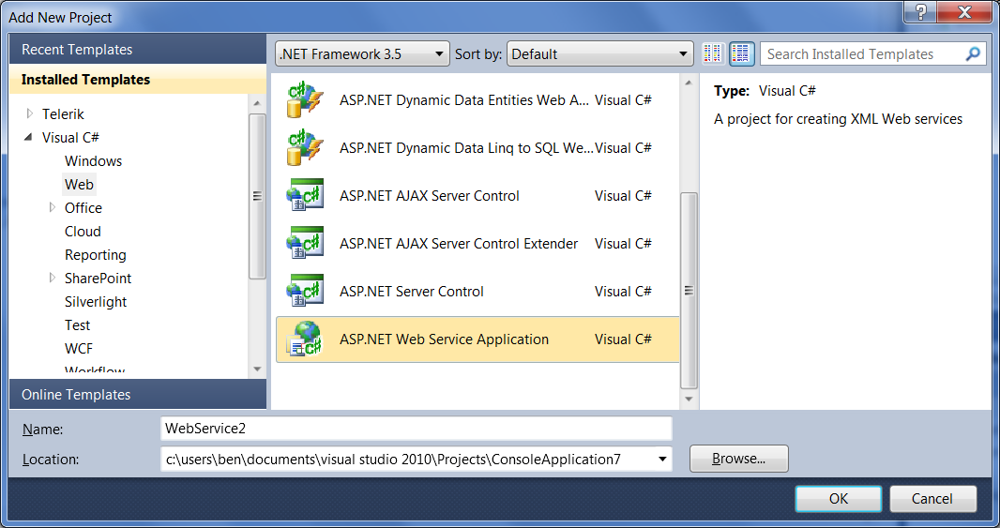 Add New Project
Recent Templates
Installed Templates
Telerik
Visual C#
Windows
Web
Office
Cloud
Reporting
SharePoint
Silverlight
Test
WCF
Workflow
Online Templates
.NET Framework 3.5 Sort by: Default Search Installed Templates
ASP.NET Dynamic Data Entities Web A... Visual C#
ASP.NET Dynamic Data Linq to SQL We... Visual C#
ASP.NET AJAX Server Control Visual C#
ASP.NET AJAX Server Control Extender Visual C#
ASP.NET Server Control Visual C#
ASP.NET Web Service Application Visual C#
Type: Visual C#
A project for creating XML Web services
Name: WebService2
Location: c:\users\ben\documents\visual studio 2010\Projects\ConsoleApplication7 Browse...
OK Cancel